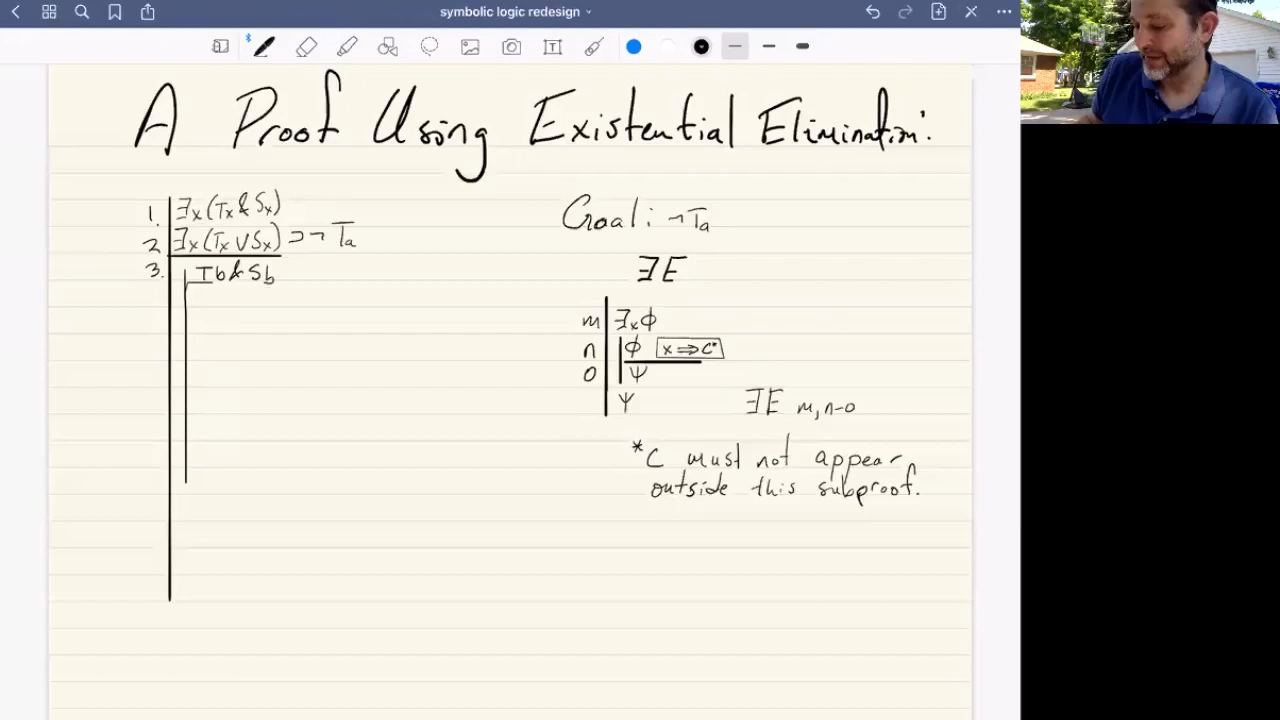 symbolic logic redesign
A Proof Using Existential Elimination:
1. ∃x(Tx & Sx)
2 ∃x(Tx ∨ Sx) ⊃ ¬Ta
3. Tb & Sb
Goal: ¬Ta
∃E
m ∃xϕ
n ϕ x ⇒ C*
o Ψ
Ψ ∃E m, n-o
* C must not appear
outside this subproof.